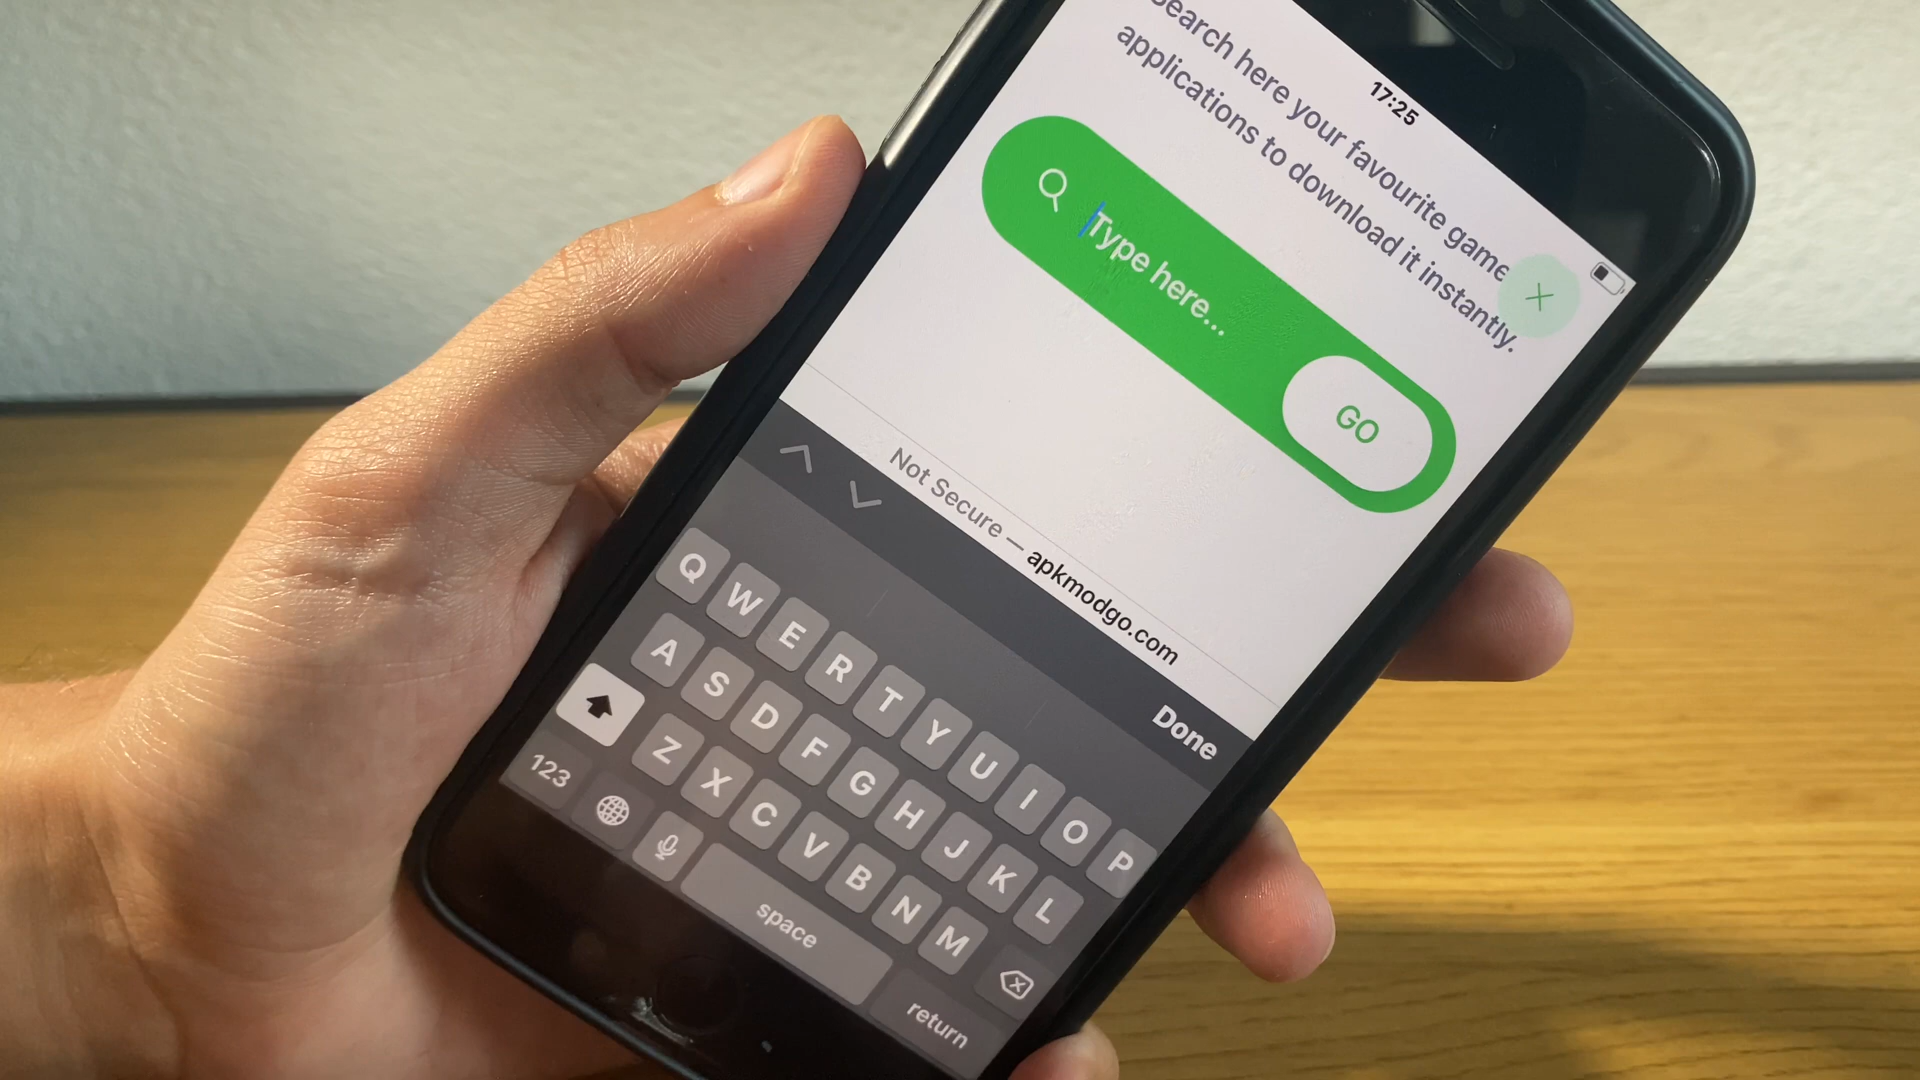 17:25
Search here your favourite game
applications to download it instantly.
Type here...
GO
Not Secure — apkmodgo.com
Done
Q W E R T Y U I O P
A S D F G H J K L
Z X C V B N M
123
space
return